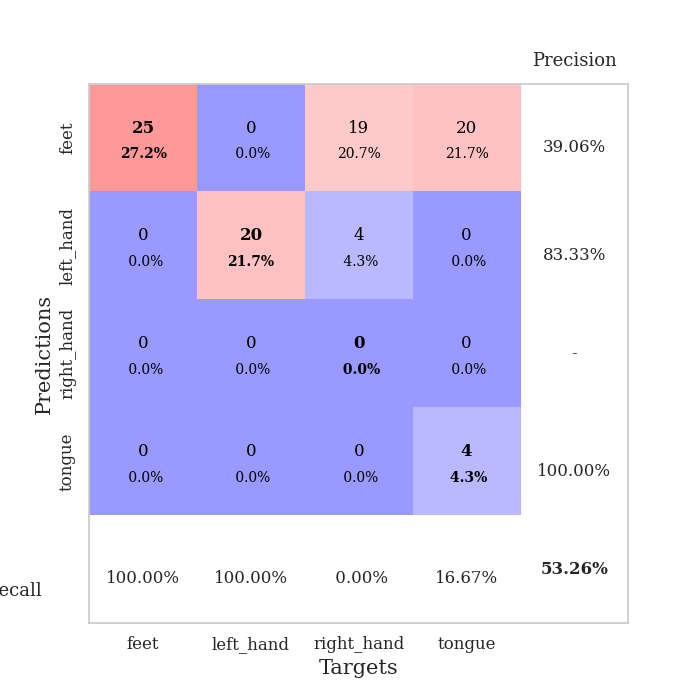 Precision
feet 25 0 19 20 39.06%
27.2% 0.0% 20.7% 21.7%
left_hand 0 20 4 0 83.33%
0.0% 21.7% 4.3% 0.0%
right_hand 0 0 0 0 -
0.0% 0.0% 0.0% 0.0%
Predictions
tongue 0 0 0 4 100.00%
0.0% 0.0% 0.0% 4.3%
ecall 100.00% 100.00% 0.00% 16.67% 53.26%
feet left_hand right_hand tongue
Targets